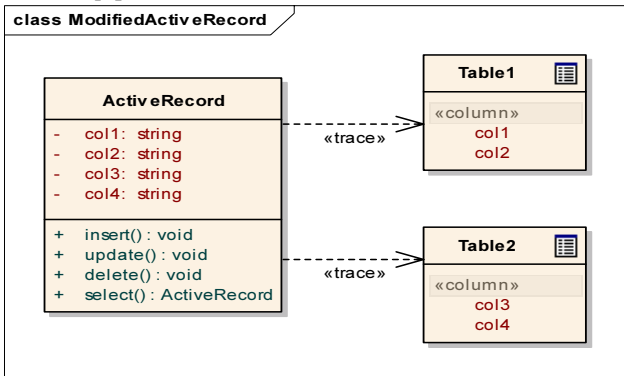 class ModifiedActiveRecord
ActiveRecord
- col1: string
- col2: string
- col3: string
- col4: string
+ insert() : void
+ update() : void
+ delete() : void
+ select() : ActiveRecord
«trace»
«trace»
Table1
«column»
col1
col2
Table2
«column»
col3
col4